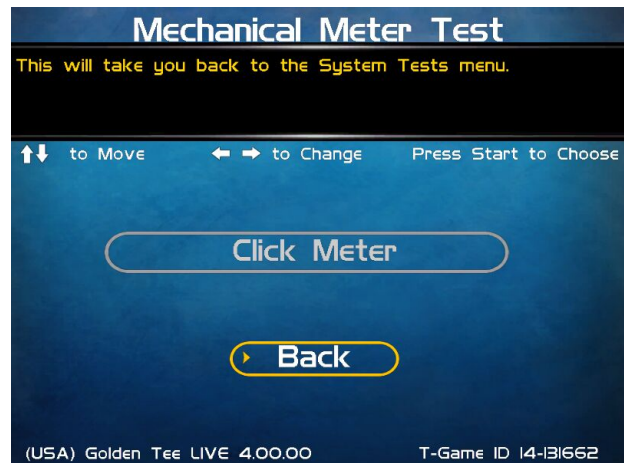 Mechanical Meter Test
This will take you back to the System Tests menu.
to Move to Change Press Start to Choose
Click Meter
Back
(USA) Golden Tee LIVE 4.00.00 T-Game ID 14-131662